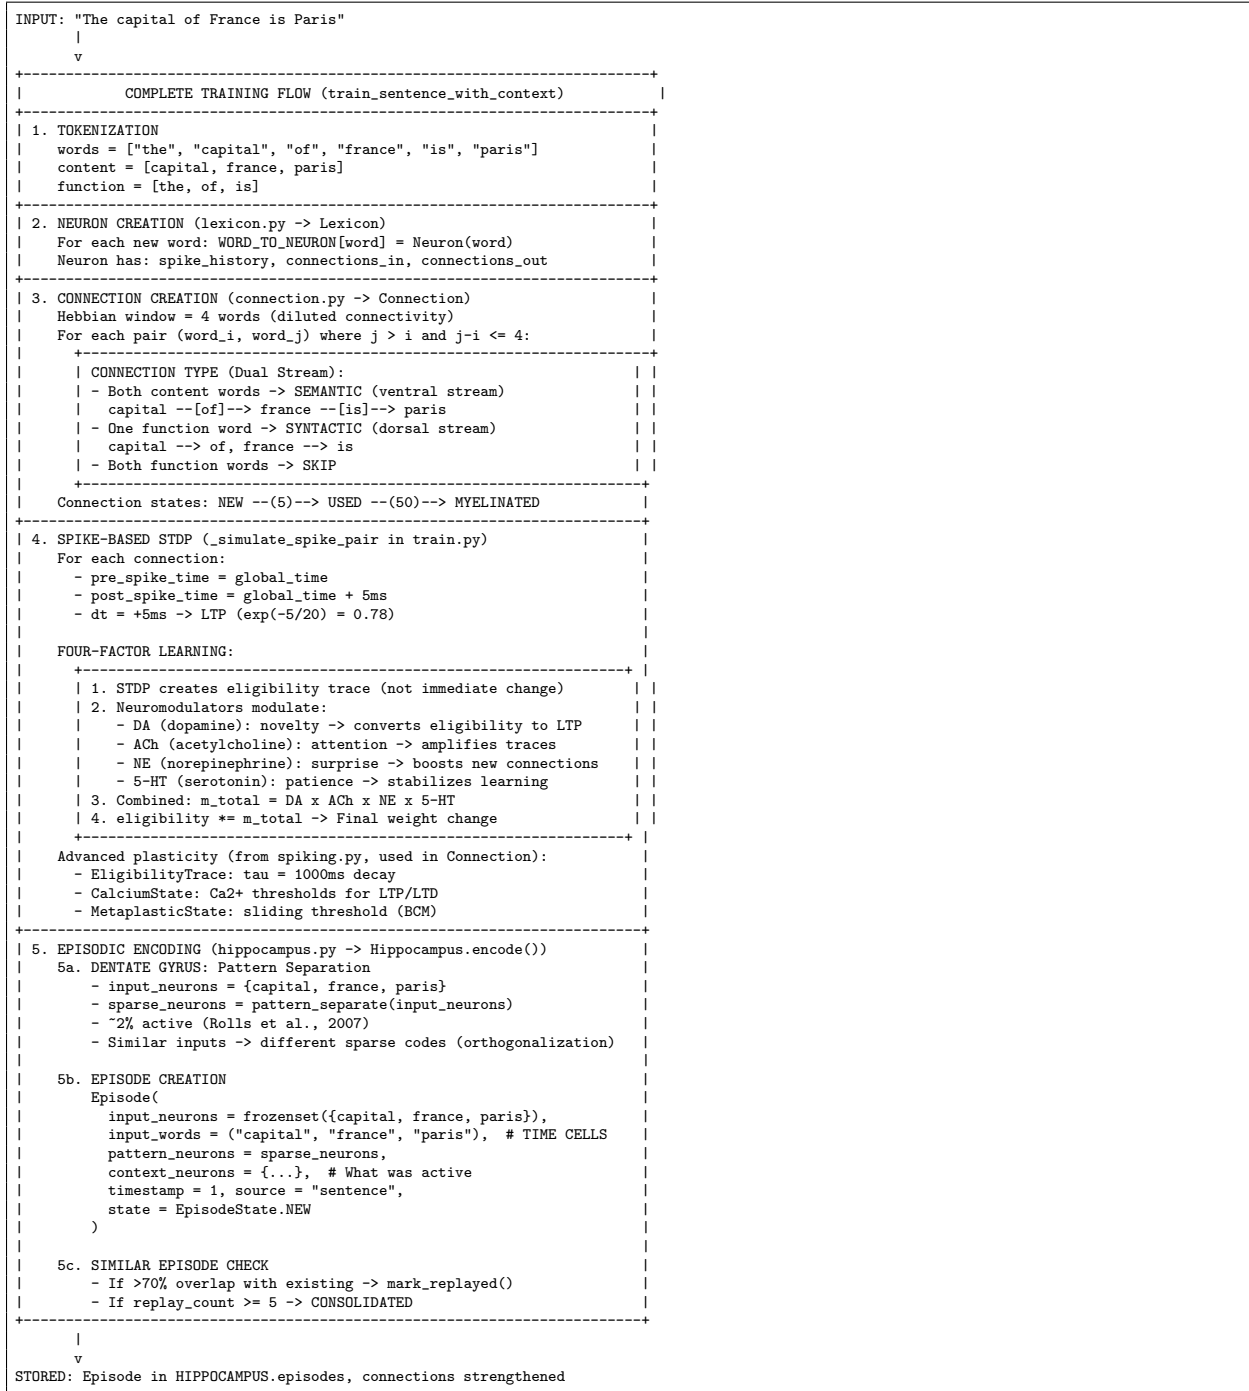 INPUT: "The capital of France is Paris"
       |
       v
+-------------------------------------------------------------------------+
|            COMPLETE TRAINING FLOW (train_sentence_with_context)           |
+-------------------------------------------------------------------------+
| 1. TOKENIZATION                                                         |
|    words = ["the", "capital", "of", "france", "is", "paris"]             |
|    content = [capital, france, paris]                                   |
|    function = [the, of, is]                                             |
+-------------------------------------------------------------------------+
| 2. NEURON CREATION (lexicon.py -> Lexicon)                              |
|    For each new word: WORD_TO_NEURON[word] = Neuron(word)                |
|    Neuron has: spike_history, connections_in, connections_out            |
+-------------------------------------------------------------------------+
| 3. CONNECTION CREATION (connection.py -> Connection)                    |
|    Hebbian window = 4 words (diluted connectivity)                      |
|    For each pair (word_i, word_j) where j > i and j-i <= 4:              |
|      +------------------------------------------------------------------+
|      | CONNECTION TYPE (Dual Stream):                                 | |
|      | - Both content words -> SEMANTIC (ventral stream)              | |
|      |   capital --[of]--> france --[is]--> paris                     | |
|      | - One function word -> SYNTACTIC (dorsal stream)               | |
|      |   capital --> of, france --> is                                | |
|      | - Both function words -> SKIP                                  | |
|      +-----------------------------------------------------------------+
|    Connection states: NEW --(5)--> USED --(50)--> MYELINATED            |
+------------------------------------------------------------------------+
| 4. SPIKE-BASED STDP (_simulate_spike_pair in train.py)                 |
|    For each connection:                                                |
|      - pre_spike_time = global_time                                    |
|      - post_spike_time = global_time + 5ms                             |
|      - dt = +5ms -> LTP (exp(-5/20) = 0.78)                            |
|                                                                        |
|    FOUR-FACTOR LEARNING:                                               |
|      +---------------------------------------------------------------+ |
|      | 1. STDP creates eligibility trace (not immediate change)       | |
|      | 2. Neuromodulators modulate:                                   | |
|      |    - DA (dopamine): novelty -> converts eligibility to LTP     | |
|      |    - ACh (acetylcholine): attention -> amplifies traces        | |
|      |    - NE (norepinephrine): surprise -> boosts new connections   | |
|      |    - 5-HT (serotonin): patience -> stabilizes learning         | |
|      | 3. Combined: m_total = DA x ACh x NE x 5-HT                    | |
|      | 4. eligibility *= m_total -> Final weight change               | |
|      +---------------------------------------------------------------+ |
|    Advanced plasticity (from spiking.py, used in Connection):          |
|      - EligibilityTrace: tau = 1000ms decay                            |
|      - CalciumState: Ca2+ thresholds for LTP/LTD                       |
|      - MetaplasticState: sliding threshold (BCM)                       |
+------------------------------------------------------------------------+
| 5. EPISODIC ENCODING (hippocampus.py -> Hippocampus.encode())          |
|    5a. DENTATE GYRUS: Pattern Separation                               |
|        - input_neurons = {capital, france, paris}                      |
|        - sparse_neurons = pattern_separate(input_neurons)              |
|        - ~2% active (Rolls et al., 2007)                               |
|        - Similar inputs -> different sparse codes (orthogonalization)  |
|                                                                        |
|    5b. EPISODE CREATION                                                |
|        Episode(                                                        |
|          input_neurons = frozenset({capital, france, paris}),          |
|          input_words = ("capital", "france", "paris"),  # TIME CELLS   |
|          pattern_neurons = sparse_neurons,                             |
|          context_neurons = {...},  # What was active                   |
|          timestamp = 1, source = "sentence",                           |
|          state = EpisodeState.NEW                                      |
|        )                                                               |
|                                                                        |
|    5c. SIMILAR EPISODE CHECK                                           |
|        - If >70% overlap with existing -> mark_replayed()              |
|        - If replay_count >= 5 -> CONSOLIDATED                          |
+------------------------------------------------------------------------+
       |
       v
STORED: Episode in HIPPOCAMPUS.episodes, connections strengthened